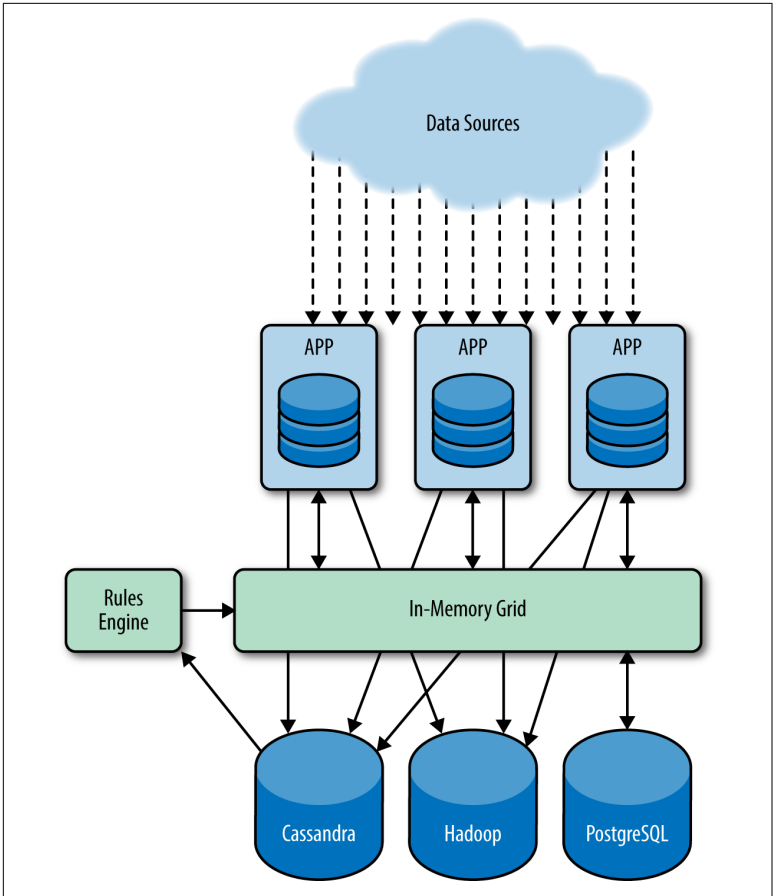 Data Sources
APP
APP
APP
Rules
Engine
In-Memory Grid
Cassandra
Hadoop
PostgreSQL